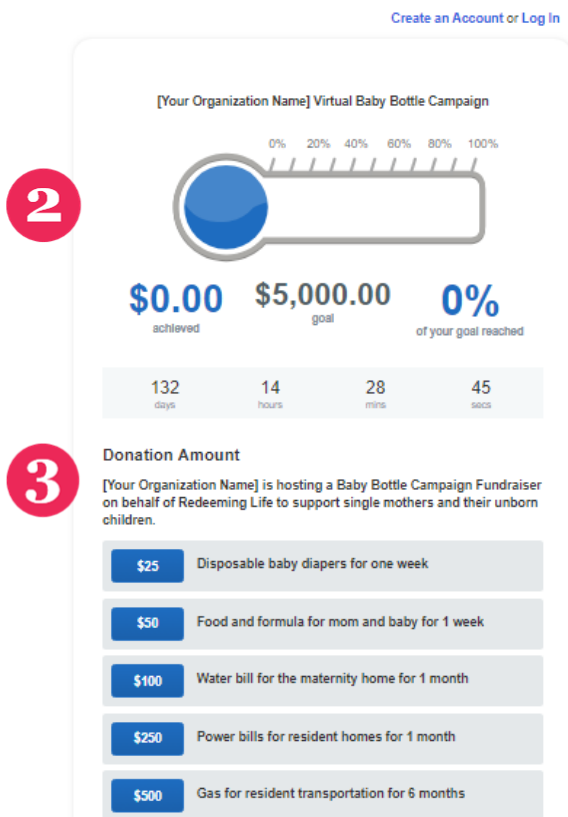 Create an Account or Log In
[Your Organization Name] Virtual Baby Bottle Campaign
0% 20% 40% 60% 80% 100%
2
$0.00 $5,000.00 0%
achieved goal of your goal reached
132 14 28 45
days hours mins secs
3
Donation Amount
[Your Organization Name] is hosting a Baby Bottle Campaign Fundraiser
on behalf of Redeeming Life to support single mothers and their unborn
children.
$25 Disposable baby diapers for one week
$50 Food and formula for mom and baby for 1 week
$100 Water bill for the maternity home for 1 month
$250 Power bills for resident homes for 1 month
$500 Gas for resident transportation for 6 months